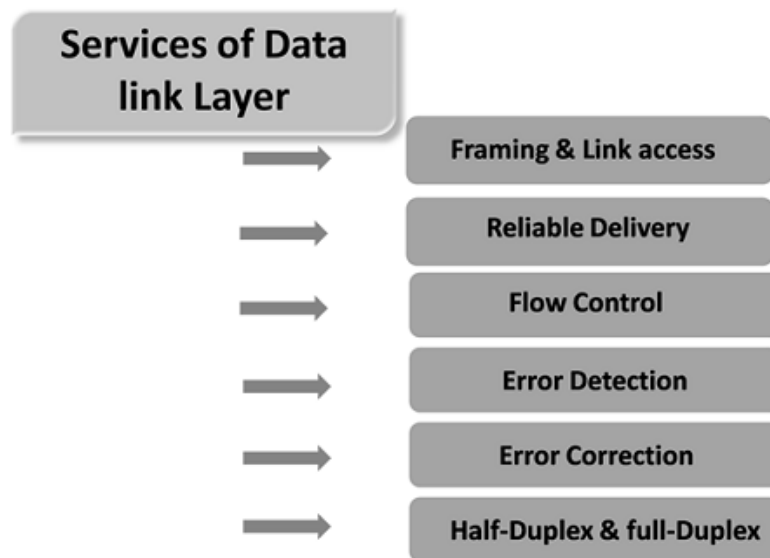 Services of Data
link Layer
Framing & Link access
Reliable Delivery
Flow Control
Error Detection
Error Correction
Half-Duplex & full-Duplex